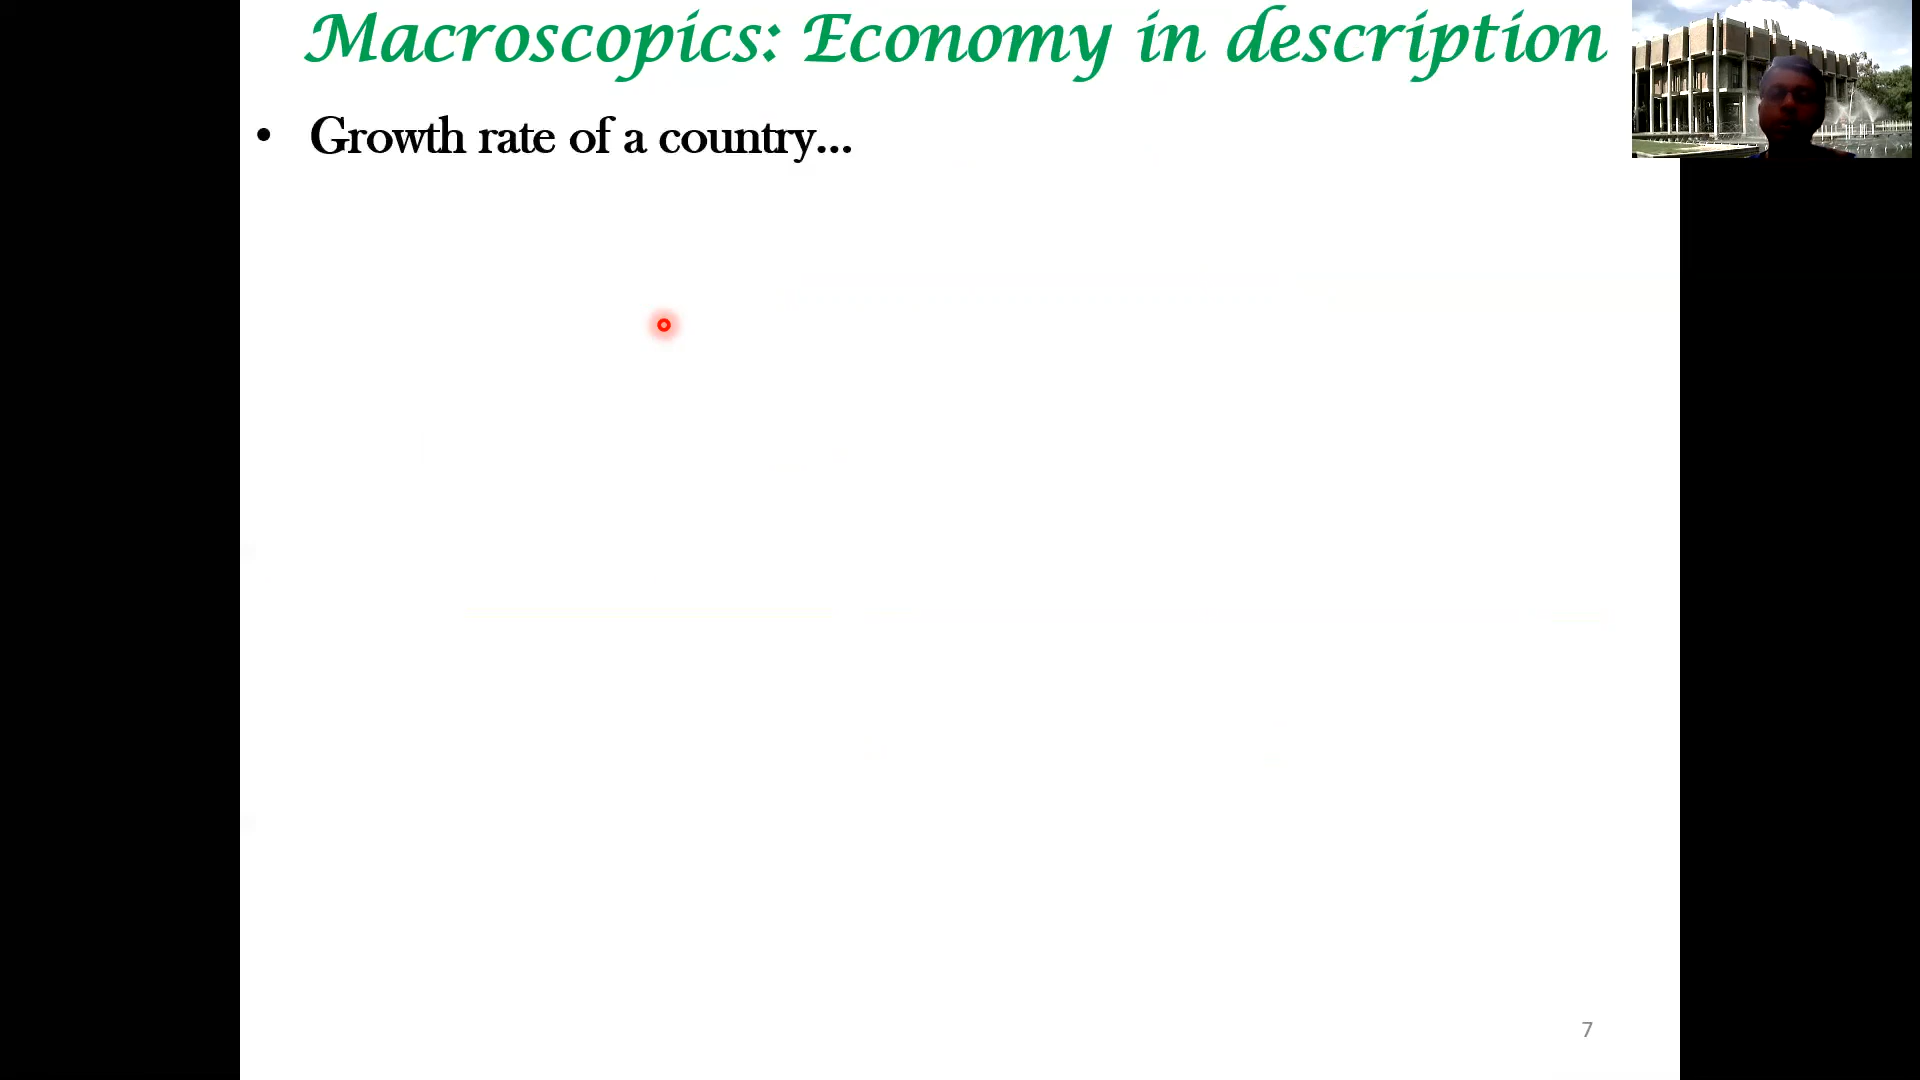 Macroscopics: Economy in description
• Growth rate of a country...
7